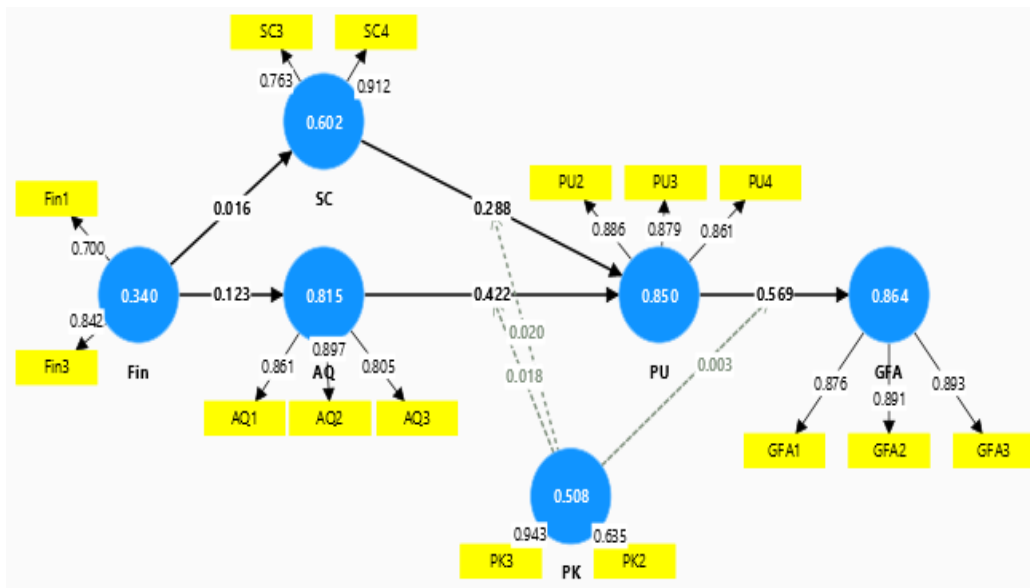 SC3 SC4
0.763 0.912
0.602
SC
Fin1
0.700
0.016
0.288
PU2 PU3 PU4
0.886 0.879 0.861
0.340
0.123
0.815
0.422
0.850
0.569
0.864
0.842
Fin3
Fin
0.861 0.897 0.805
AQ
AQ1 AQ2 AQ3
0.020
0.018
0.003
PU
GFA
0.876 0.891 0.893
GFA1 GFA2 GFA3
0.508
0.943 0.635
PK3 PK2
PK